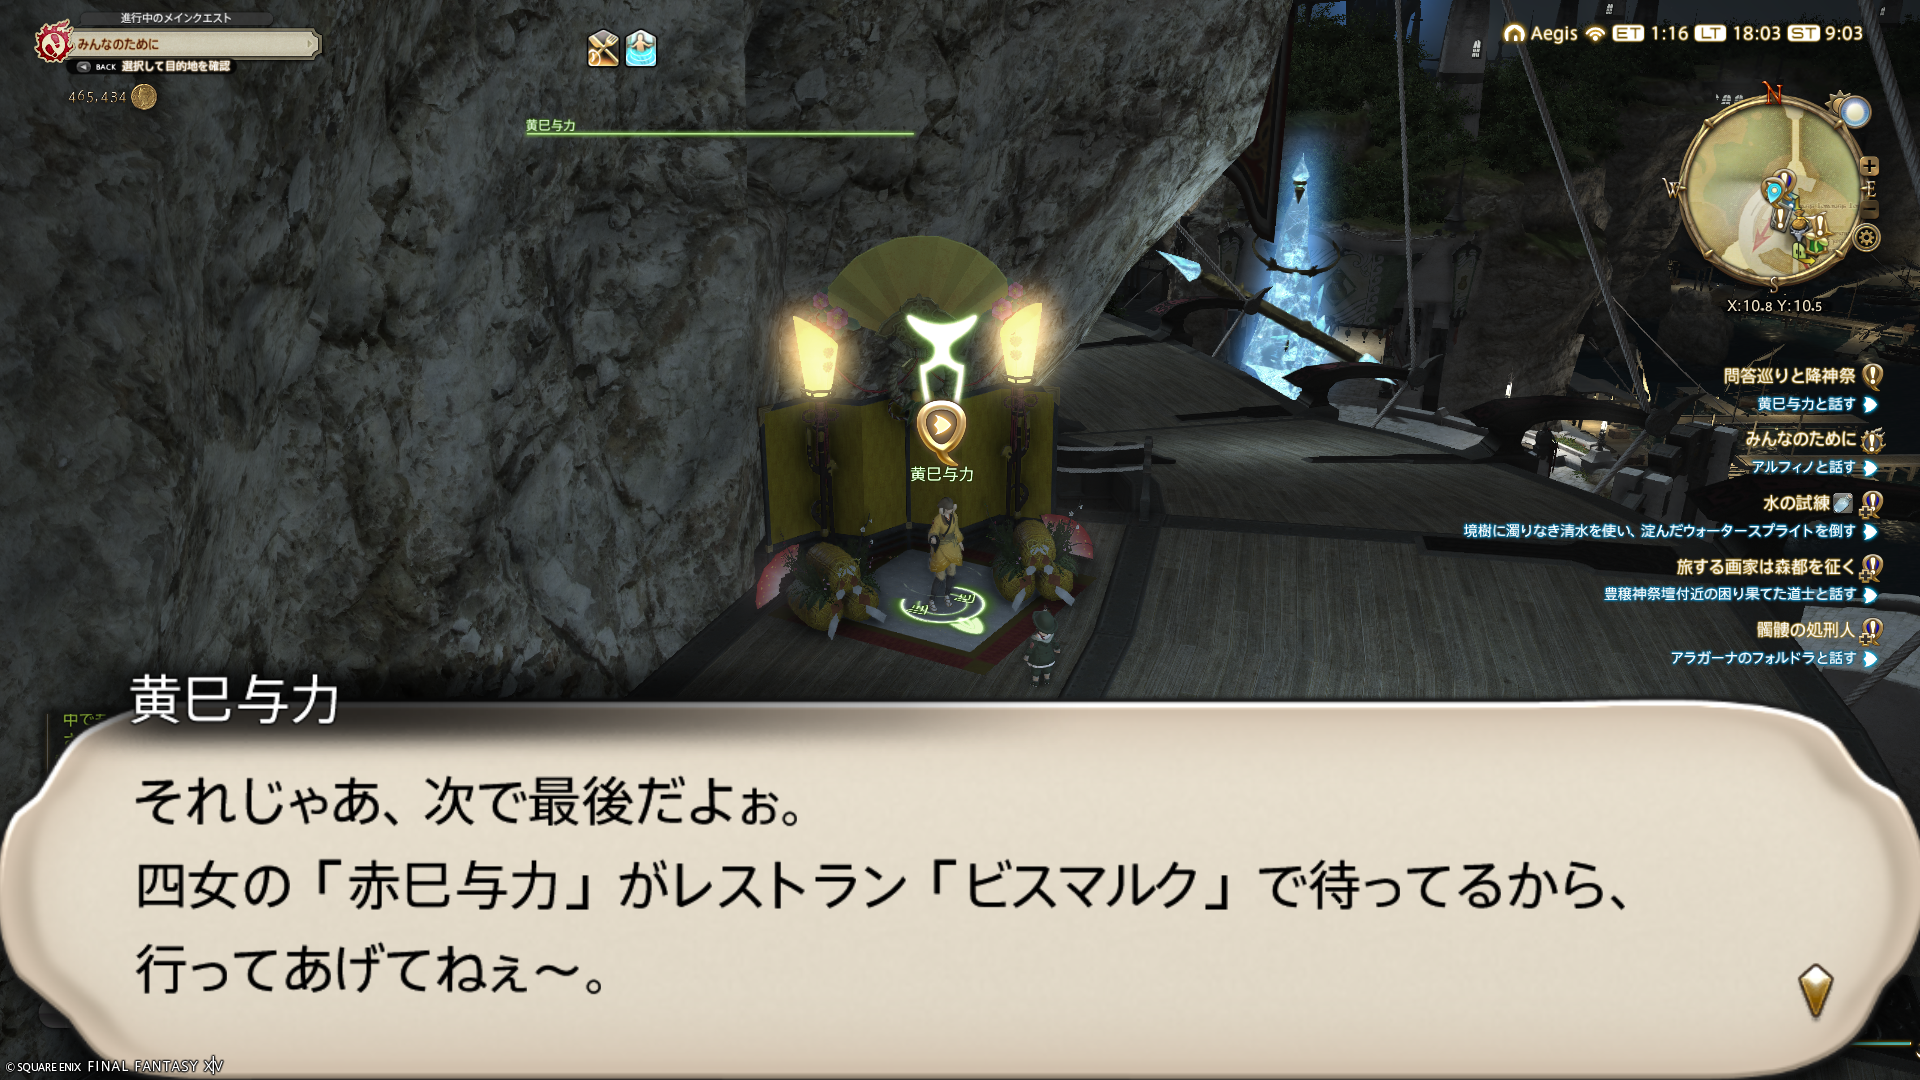 進行中のメインクエスト
みんなのために
BACK 選択して目的地を確認
465,434
Aegis ET 1:16 LT 18:03 ST 9:03
黄巳与力
N
W
E
S
X:10.8 Y:10.5
問答巡りと降神祭
黄巳与力と話す
みんなのために
アルフィノと話す
水の試練
境樹に濁りなき清水を使い、淀んだウォータースプライトを倒す
旅する画家は森都を征く
豊穣神祭壇付近の困り果てた道士と話す
髑髏の処刑人
アラガーナのフォルドラと話す
黄巳与力
黄巳与力
中で
それじゃあ、次で最後だよぉ。
四女の「赤巳与力」がレストラン「ビスマルク」で待ってるから、
行ってあげてねぇ～。
© SQUARE ENIX FINAL FANTASY XIV